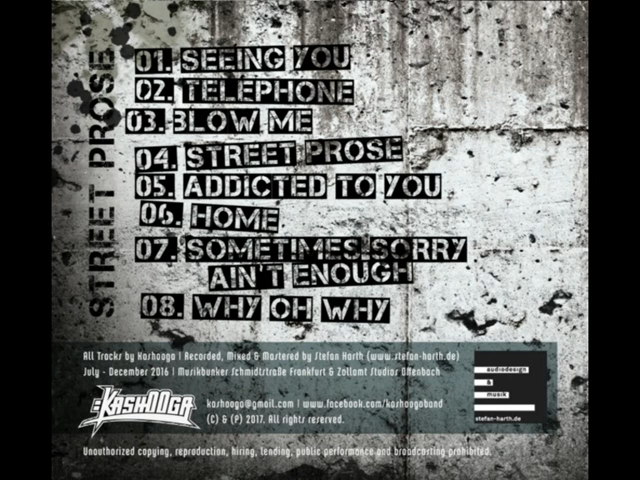 STREET PROSE
01. SEEING YOU
02. TELEPHONE
03. BLOW ME
04. STREET PROSE
05. ADDICTED TO YOU
06. HOME
07. SOMETIMES SORRY
AIN'T ENOUGH
08. WHY OH WHY
All Tracks by Kashooga | Recorded, Mixed & Mastered by Stefan Harth (www.stefan-harth.de)
July - December 2016 | Musikbunker Schmidtstraße Frankfurt & Zollamt Studios Offenbach
KASHOOGA
kashooga@gmail.com | www.facebook.com/kashoogaband
(C) & (P) 2017. All rights reserved.
audiodesign
&
musik
stefan-harth.de
Unauthorized copying, reproduction, hiring, lending, public performance and broadcasting prohibited.